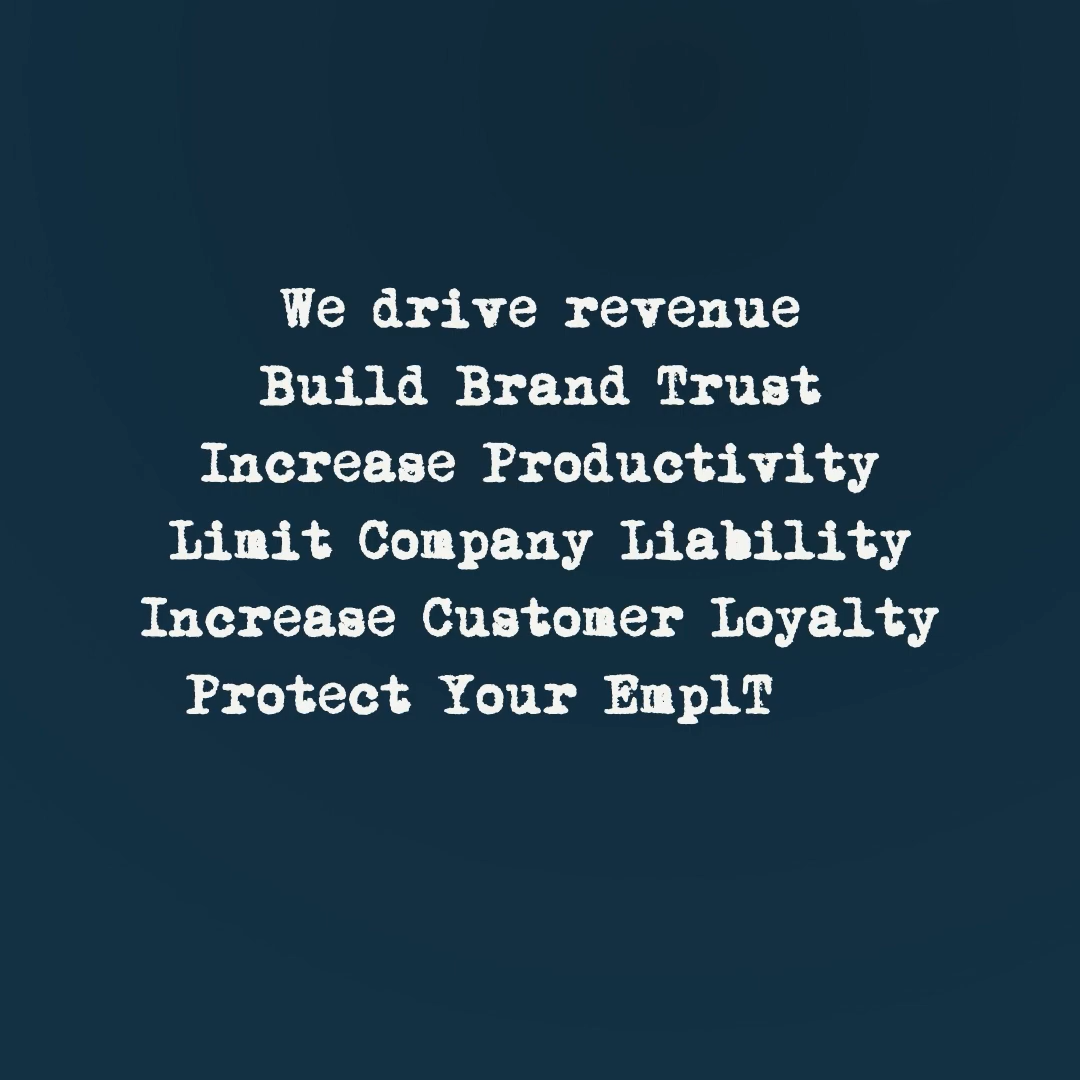 We drive revenue
Build Brand Trust
Increase Productivity
Limit Company Liability
Increase Customer Loyalty
Protect Your EmplT